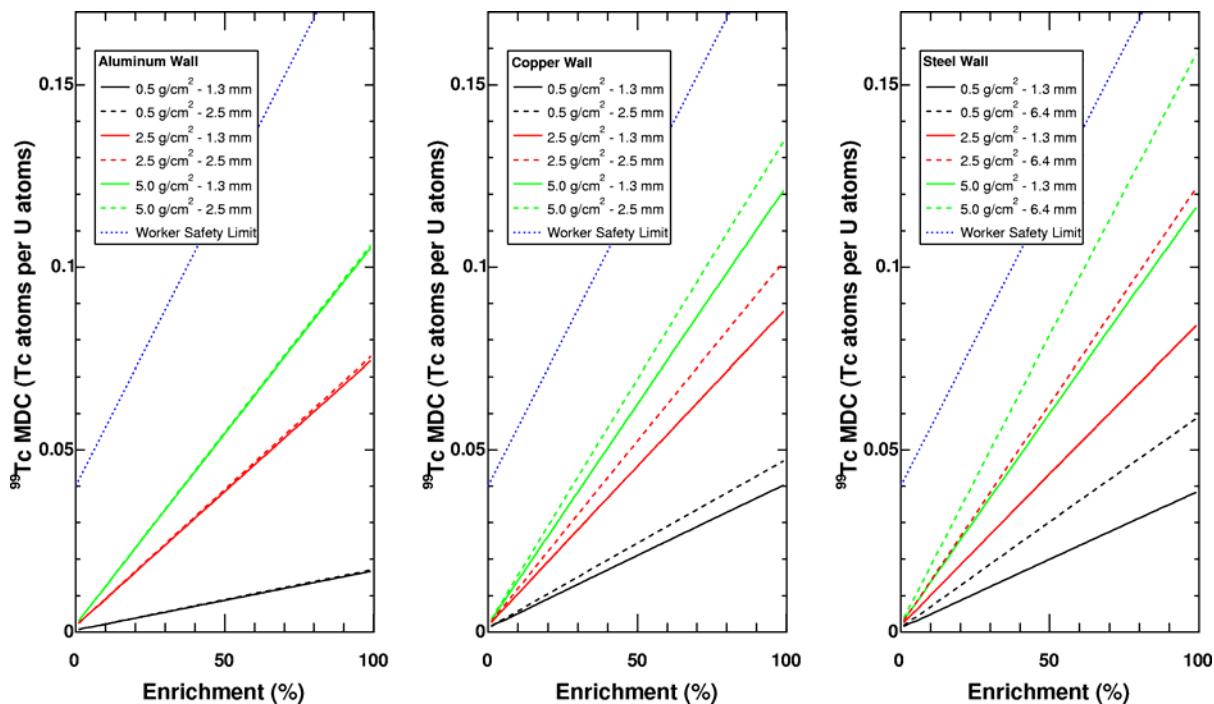 ⁹⁹Tc MDC (Tc atoms per U atoms)
0.15
0.1
0.05
0
Aluminum Wall
0.5 g/cm² - 1.3 mm
0.5 g/cm² - 2.5 mm
2.5 g/cm² - 1.3 mm
2.5 g/cm² - 2.5 mm
5.0 g/cm² - 1.3 mm
5.0 g/cm² - 2.5 mm
Worker Safety Limit
0 50 100
Enrichment (%)
⁹⁹Tc MDC (Tc atoms per U atoms)
0.15
0.1
0.05
0
Copper Wall
0.5 g/cm² - 1.3 mm
0.5 g/cm² - 2.5 mm
2.5 g/cm² - 1.3 mm
2.5 g/cm² - 2.5 mm
5.0 g/cm² - 1.3 mm
5.0 g/cm² - 2.5 mm
Worker Safety Limit
0 50 100
Enrichment (%)
⁹⁹Tc MDC (Tc atoms per U atoms)
0.15
0.1
0.05
0
Steel Wall
0.5 g/cm² - 1.3 mm
0.5 g/cm² - 6.4 mm
2.5 g/cm² - 1.3 mm
2.5 g/cm² - 6.4 mm
5.0 g/cm² - 1.3 mm
5.0 g/cm² - 6.4 mm
Worker Safety Limit
0 50 100
Enrichment (%)